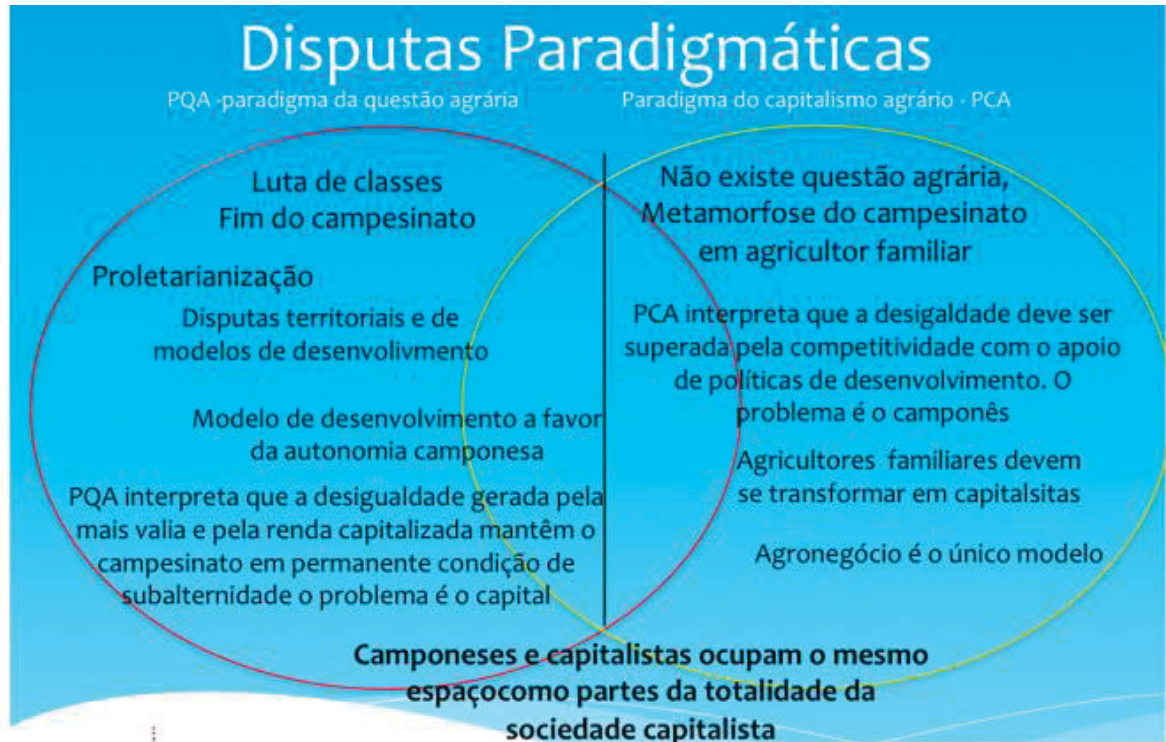 Disputas Paradigmáticas
PQA -paradigma da questão agrária
Paradigma do capitalismo agrário - PCA
Luta de classes
Fim do campesinato
Proletarianização
Disputas territoriais e de
modelos de desenvolivmento
Modelo de desenvolvimento a favor
da autonomia camponesa
PQA interpreta que a desigualdade gerada pela
mais valia e pela renda capitalizada mantêm o
campesinato em permanente condição de
subalternidade o problema é o capital
Não existe questão agrária,
Metamorfose do campesinato
em agricultor familiar
PCA interpreta que a desigaldade deve ser
superada pela competitividade com o apoio
de políticas de desenvolvimento. O
problema é o camponês
Agricultores familiares devem
se transformar em capitalsitas
Agronegócio é o único modelo
Camponeses e capitalistas ocupam o mesmo
espaçocomo partes da totalidade da
sociedade capitalista